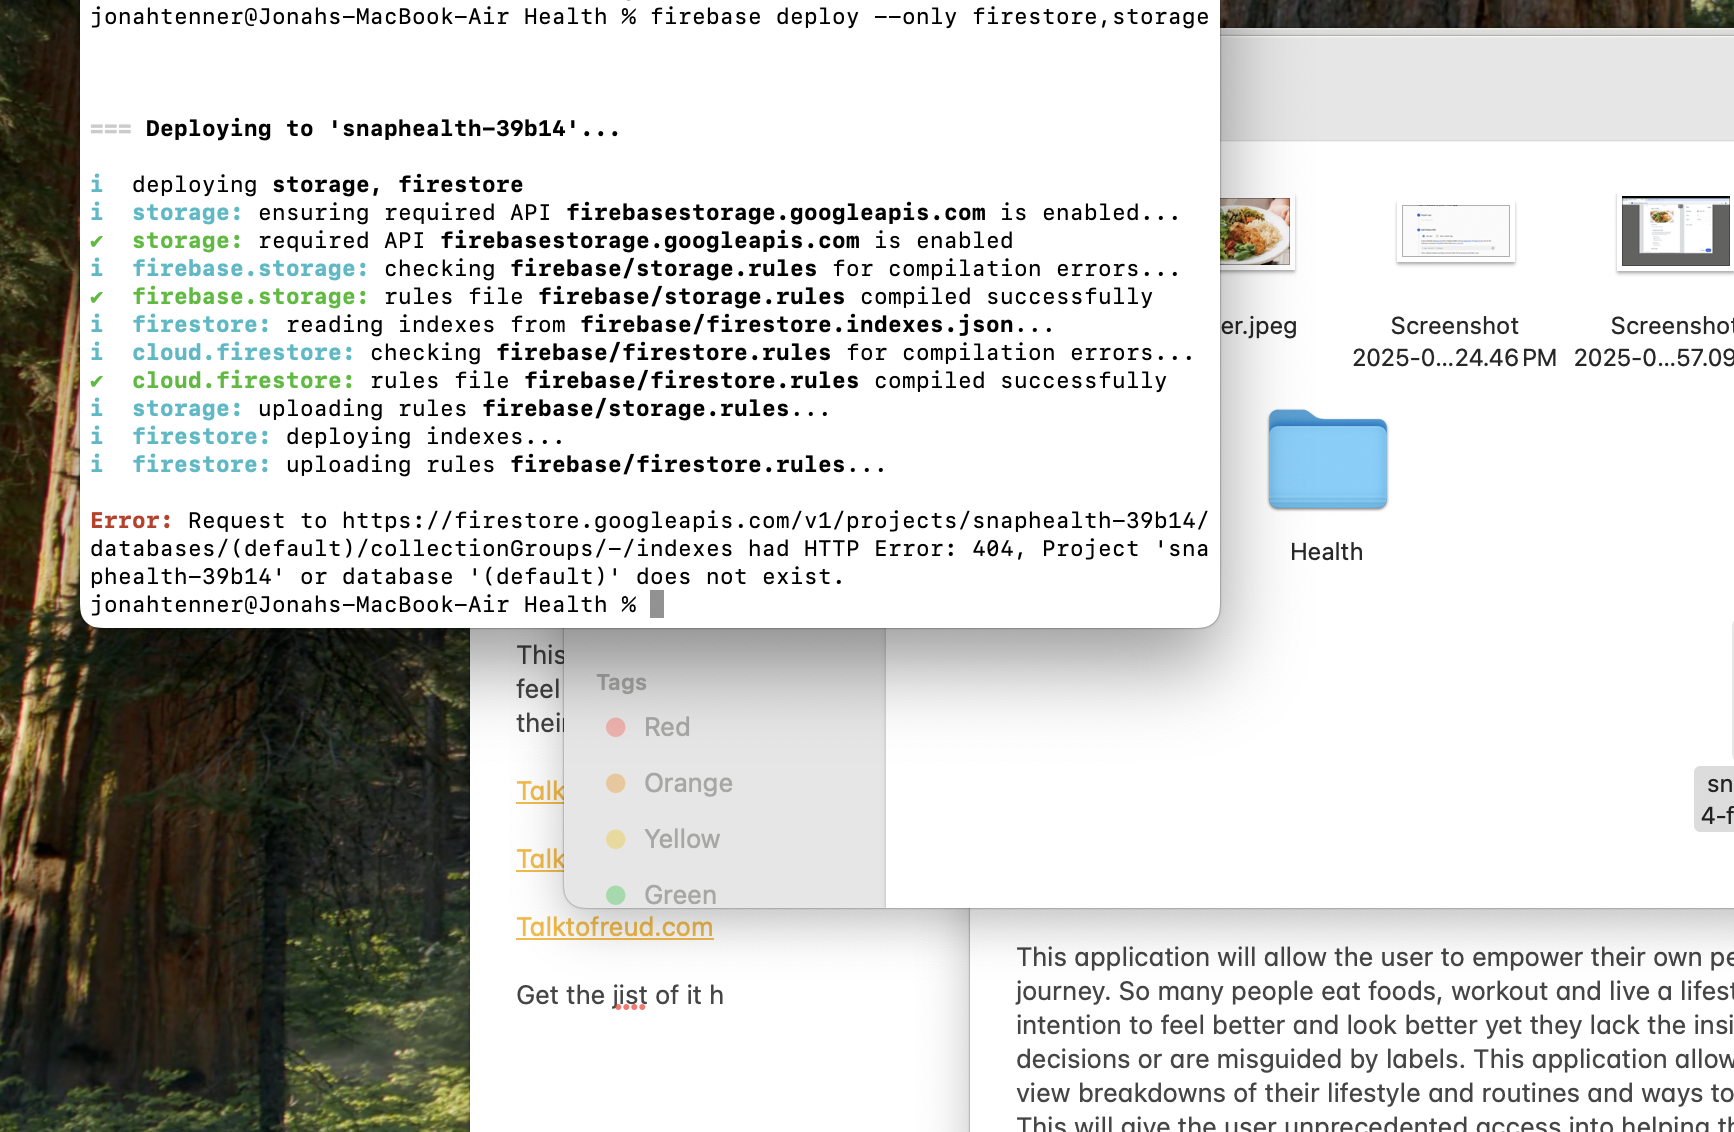 jonahtenner@Jonahs-MacBook-Air Health % firebase deploy --only firestore,storage
=== Deploying to 'snaphealth-39b14'...
i deploying storage, firestore
i storage: ensuring required API firebasestorage.googleapis.com is enabled...
✔ storage: required API firebasestorage.googleapis.com is enabled
i firebase.storage: checking firebase/storage.rules for compilation errors...
✔ firebase.storage: rules file firebase/storage.rules compiled successfully
i firestore: reading indexes from firebase/firestore.indexes.json...
i cloud.firestore: checking firebase/firestore.rules for compilation errors...
✔ cloud.firestore: rules file firebase/firestore.rules compiled successfully
i storage: uploading rules firebase/storage.rules...
i firestore: deploying indexes...
i firestore: uploading rules firebase/firestore.rules...
Error: Request to https://firestore.googleapis.com/v1/projects/snaphealth-39b14/
databases/(default)/collectionGroups/-/indexes had HTTP Error: 404, Project 'sna
phealth-39b14' or database '(default)' does not exist.
jonahtenner@Jonahs-MacBook-Air Health %
er.jpeg
Screenshot
2025-0...24.46 PM
Screenshot
2025-0...57.09
Health
sn
4-f
This
feel
their
Talk
Talk
Talktofreud.com
Get the jist of it h
Tags
Red
Orange
Yellow
Green
This application will allow the user to empower their own pe
journey. So many people eat foods, workout and live a lifest
intention to feel better and look better yet they lack the insi
decisions or are misguided by labels. This application allow
view breakdowns of their lifestyle and routines and ways to
This will give the user unprecedented access into helping th